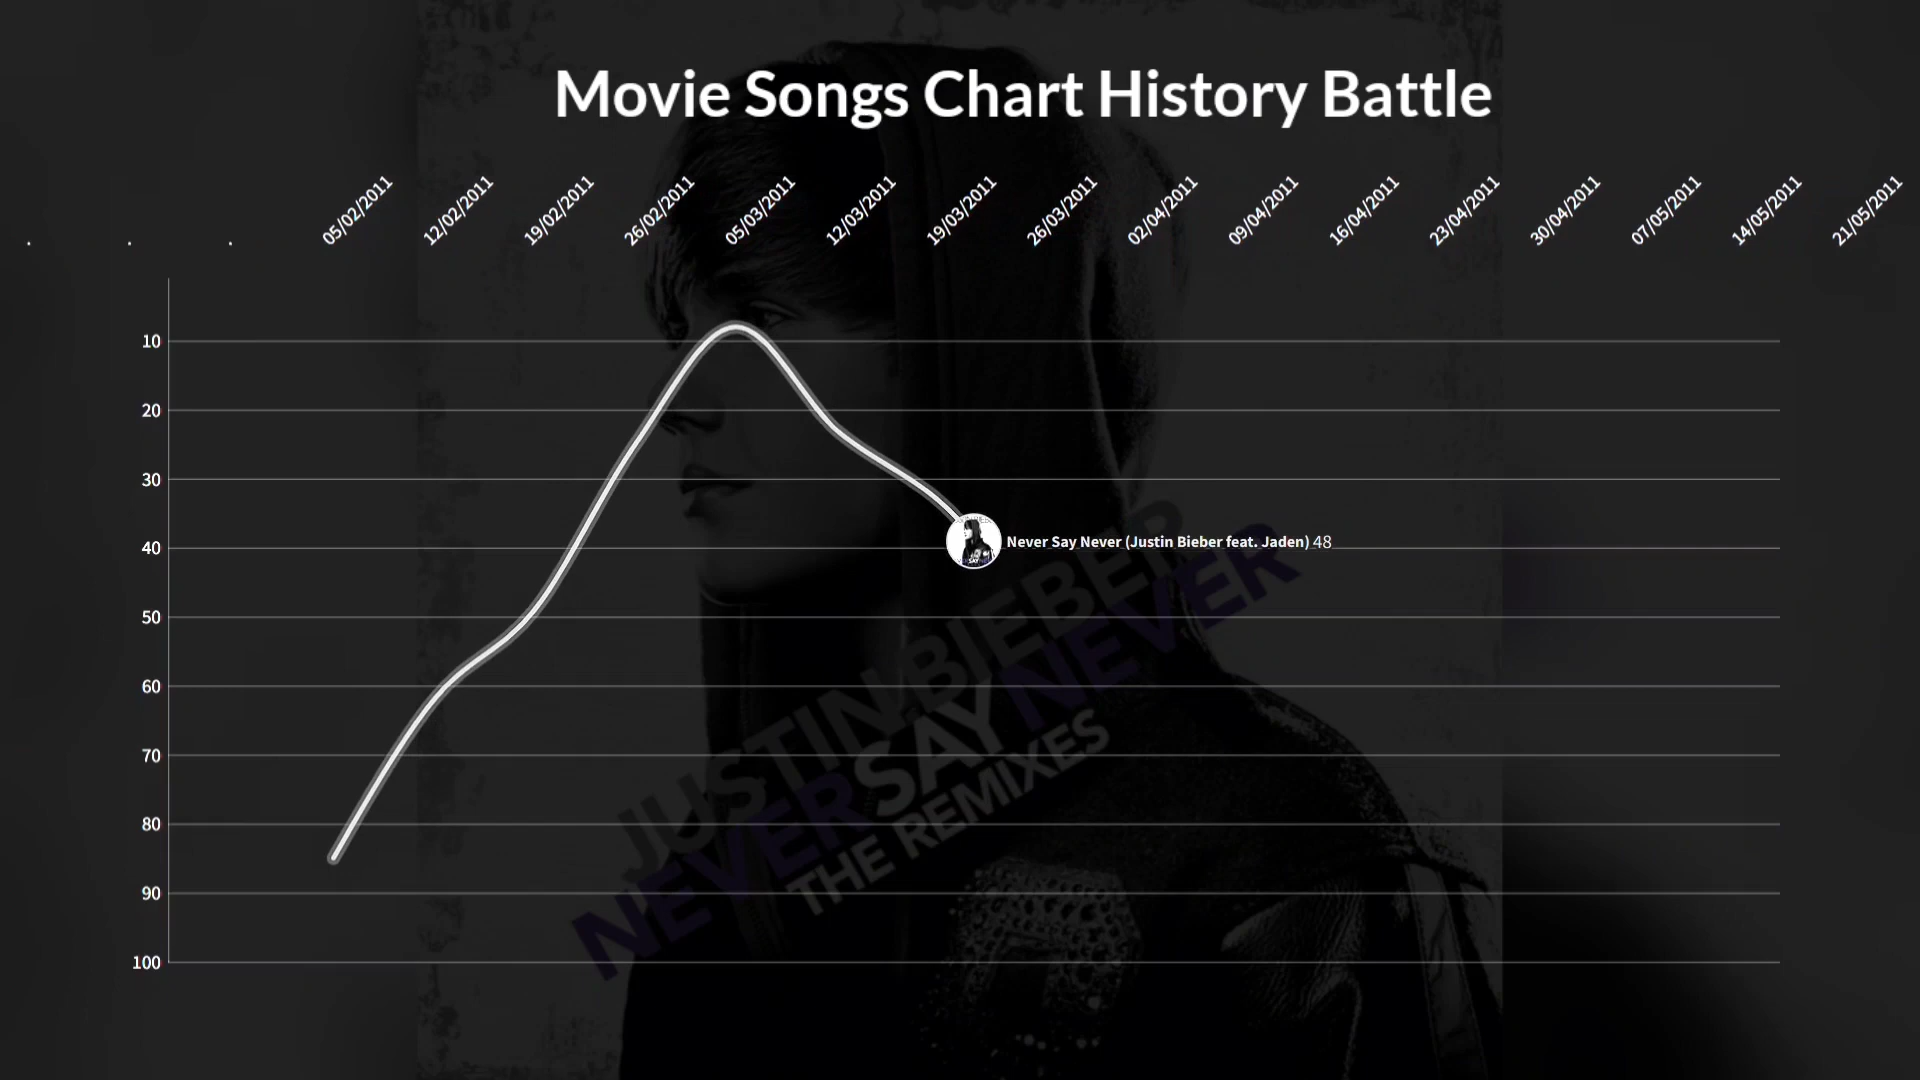 Movie Songs Chart History Battle
. . . 05/02/2011 12/02/2011 19/02/2011 26/02/2011 05/03/2011 12/03/2011 19/03/2011 26/03/2011 02/04/2011 09/04/2011 16/04/2011 23/04/2011 30/04/2011 07/05/2011 14/05/2011 21/05/2011
10
20
30
40
50
60
70
80
90
100
Never Say Never (Justin Bieber feat. Jaden) 48
JUSTIN BIEBER
NEVER SAY NEVER
THE REMIXES